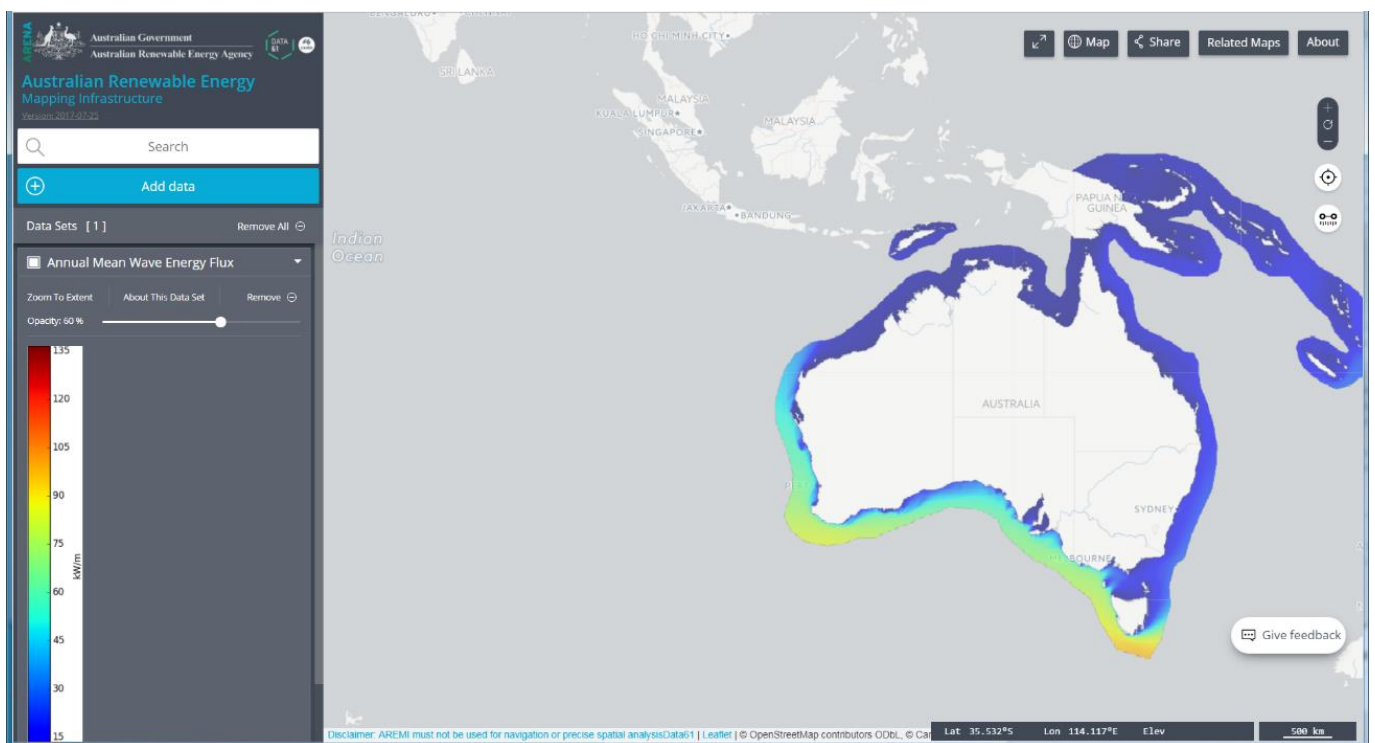 ARENA
Australian Government
Australian Renewable Energy Agency
DATA
61
Australian Renewable Energy
Mapping Infrastructure
Version: 2017-07-25
Search
Add data
Data Sets [1]
Remove All
Annual Mean Wave Energy Flux
Zoom To Extent
About This Data Set
Remove
Opacity: 60 %
135
120
105
90
75
kW/m
60
45
30
15
Map
Share
Related Maps
About
HO CHI MINH CITY
SRI LANKA
MALAYSIA
KUALA LUMPUR
MALAYSIA
SINGAPORE
JAKARTA
BANDUNG
PAPUA N
GUINEA
Indian
Ocean
AUSTRALIA
SYDNEY
Give feedback
Disclaimer: AREMI must not be used for navigation or precise spatial analysisData61 | Leaflet | © OpenStreetMap contributors ODbL, © Car
Lat 35.532°S Lon 114.117°E Elev
500 km